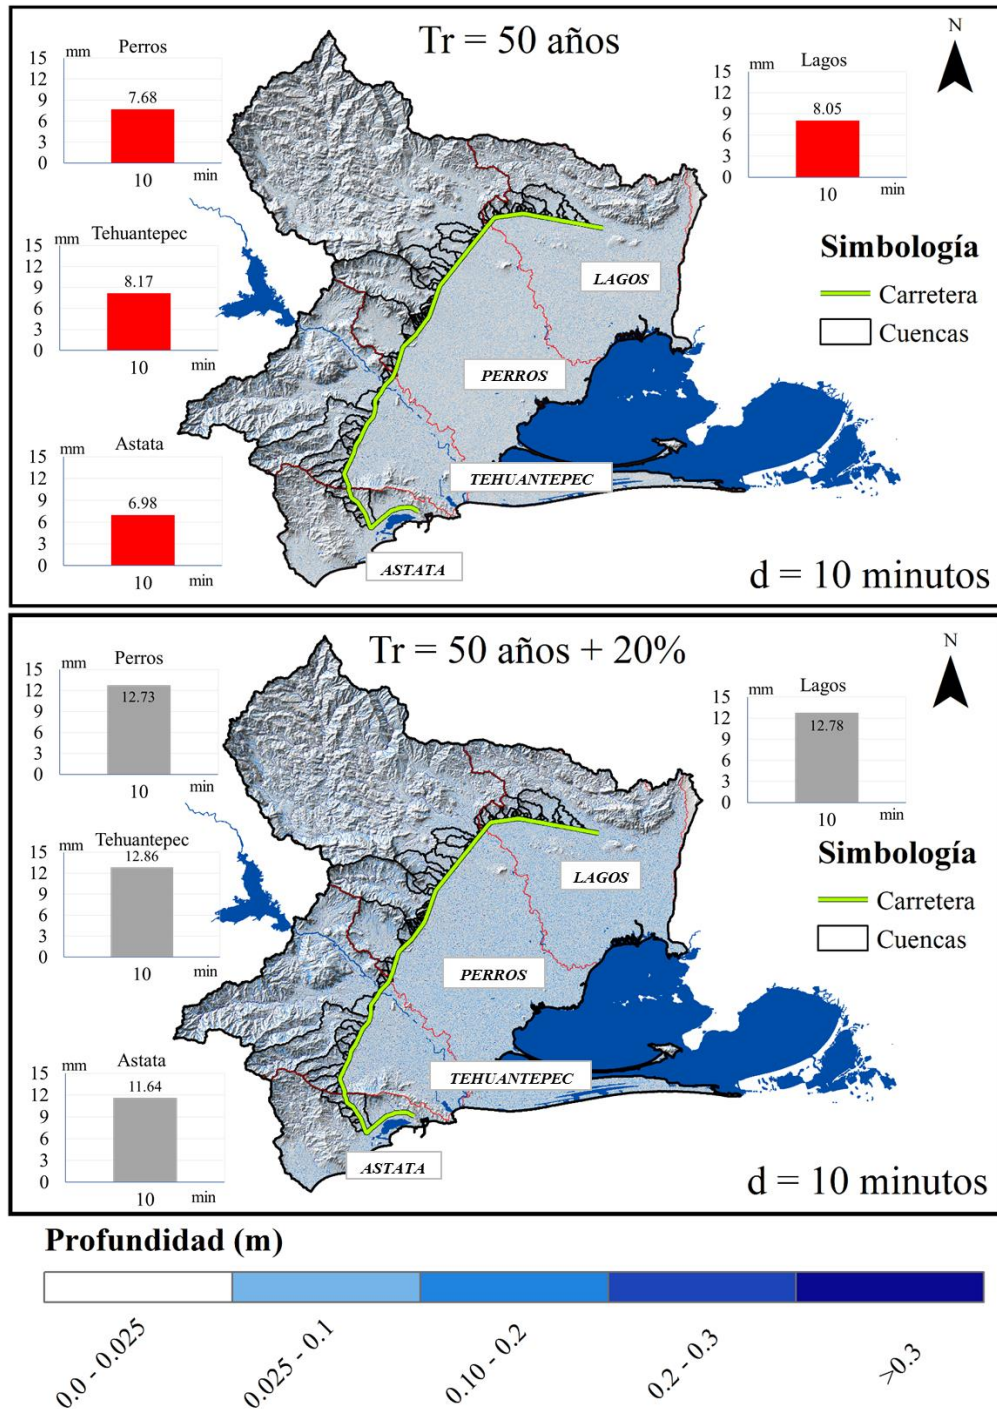 Tr = 50 años
N
mm
Perros
15
12
9
6
3
0
7.68
10
min
mm
Lagos
15
12
9
6
3
0
8.05
10
min
mm
Tehuantepec
15
12
9
6
3
0
8.17
10
min
Simbología
Carretera
Cuencas
LAGOS
PERROS
TEHUANTEPEC
ASTATA
mm
Astata
15
12
9
6
3
0
6.98
10
min
d = 10 minutos
Tr = 50 años + 20%
N
mm
Perros
15
12
9
6
3
0
12.73
10
min
mm
Lagos
15
12
9
6
3
0
12.78
10
min
mm
Tehuantepec
15
12
9
6
3
0
12.86
10
min
Simbología
Carretera
Cuencas
LAGOS
PERROS
TEHUANTEPEC
ASTATA
mm
Astata
15
12
9
6
3
0
11.64
10
min
d = 10 minutos
Profundidad (m)
0.0 - 0.025
0.025 - 0.1
0.10 - 0.2
0.2 - 0.3
>0.3